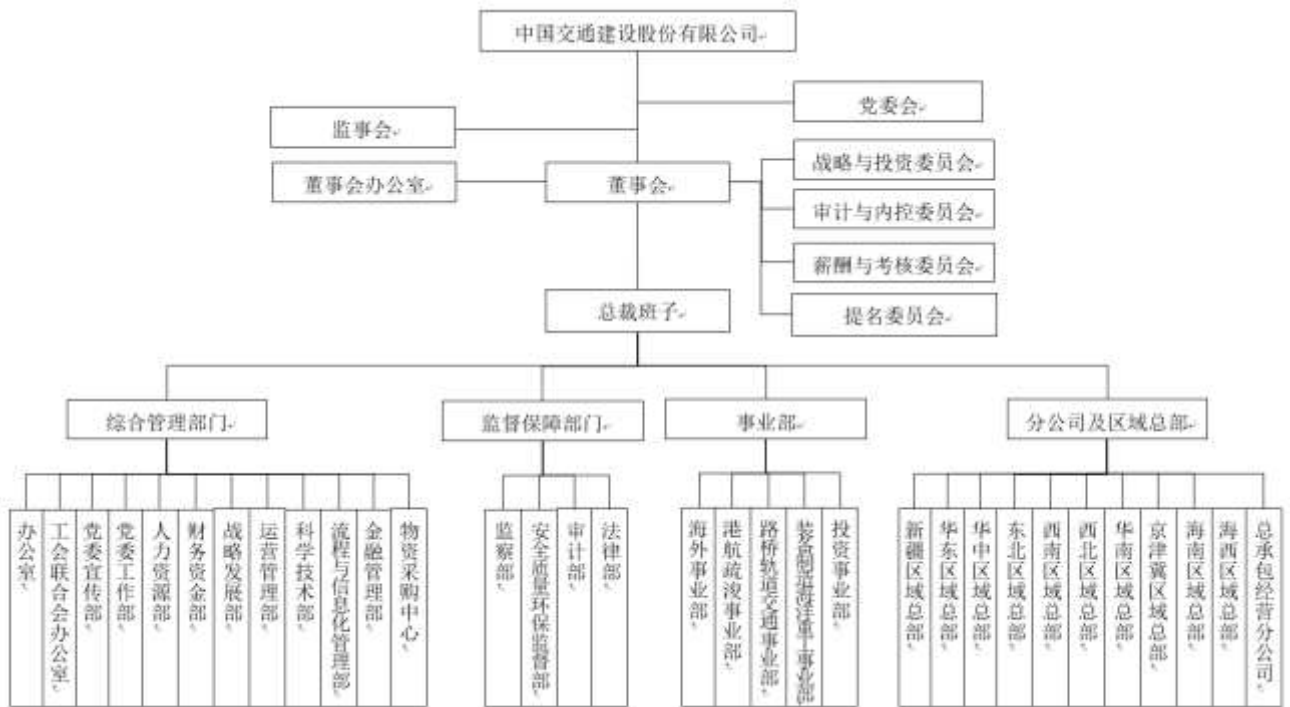 中国交通建设股份有限公司
党委会
监事会
战略与投资委员会
董事会办公室
董事会
审计与内控委员会
薪酬与考核委员会
总裁班子
提名委员会
综合管理部门
监督保障部门
事业部
分公司及区域总部
办公室
工会联合会办公室
党委宣传部
党委工作部
人力资源部
财务资金部
战略发展部
运营管理部
科学技术部
流程与信息化管理部
金融管理部
物资采购中心
监察部
安全质量环保监督部
审计部
法律部
海外事业部
港航疏浚事业部
路桥轨道交通事业部
装备制造海洋重工事业部
投资事业部
新疆区域总部
华东区域总部
华中区域总部
东北区域总部
西南区域总部
西北区域总部
华南区域总部
京津冀区域总部
海南区域总部
海西区域总部
总承包经营分公司